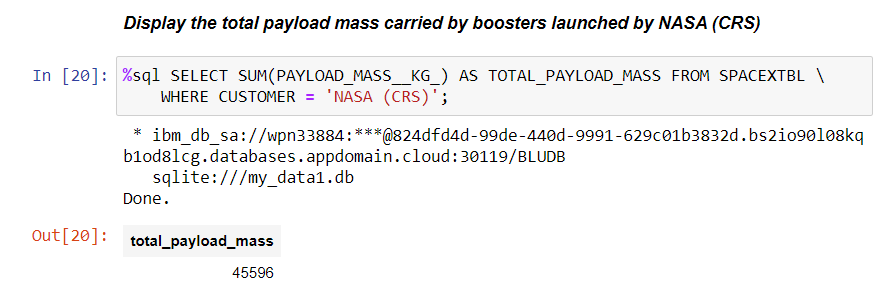 Display the total payload mass carried by boosters launched by NASA (CRS)
In [20]: %sql SELECT SUM(PAYLOAD_MASS__KG_) AS TOTAL_PAYLOAD_MASS FROM SPACEXTBL \
WHERE CUSTOMER = 'NASA (CRS)';
* ibm_db_sa://wpn33884:***@824dfd4d-99de-440d-9991-629c01b3832d.bs2io90l08kq
b1od8lcg.databases.appdomain.cloud:30119/BLUDB
sqlite:///my_data1.db
Done.
Out[20]: total_payload_mass
45596